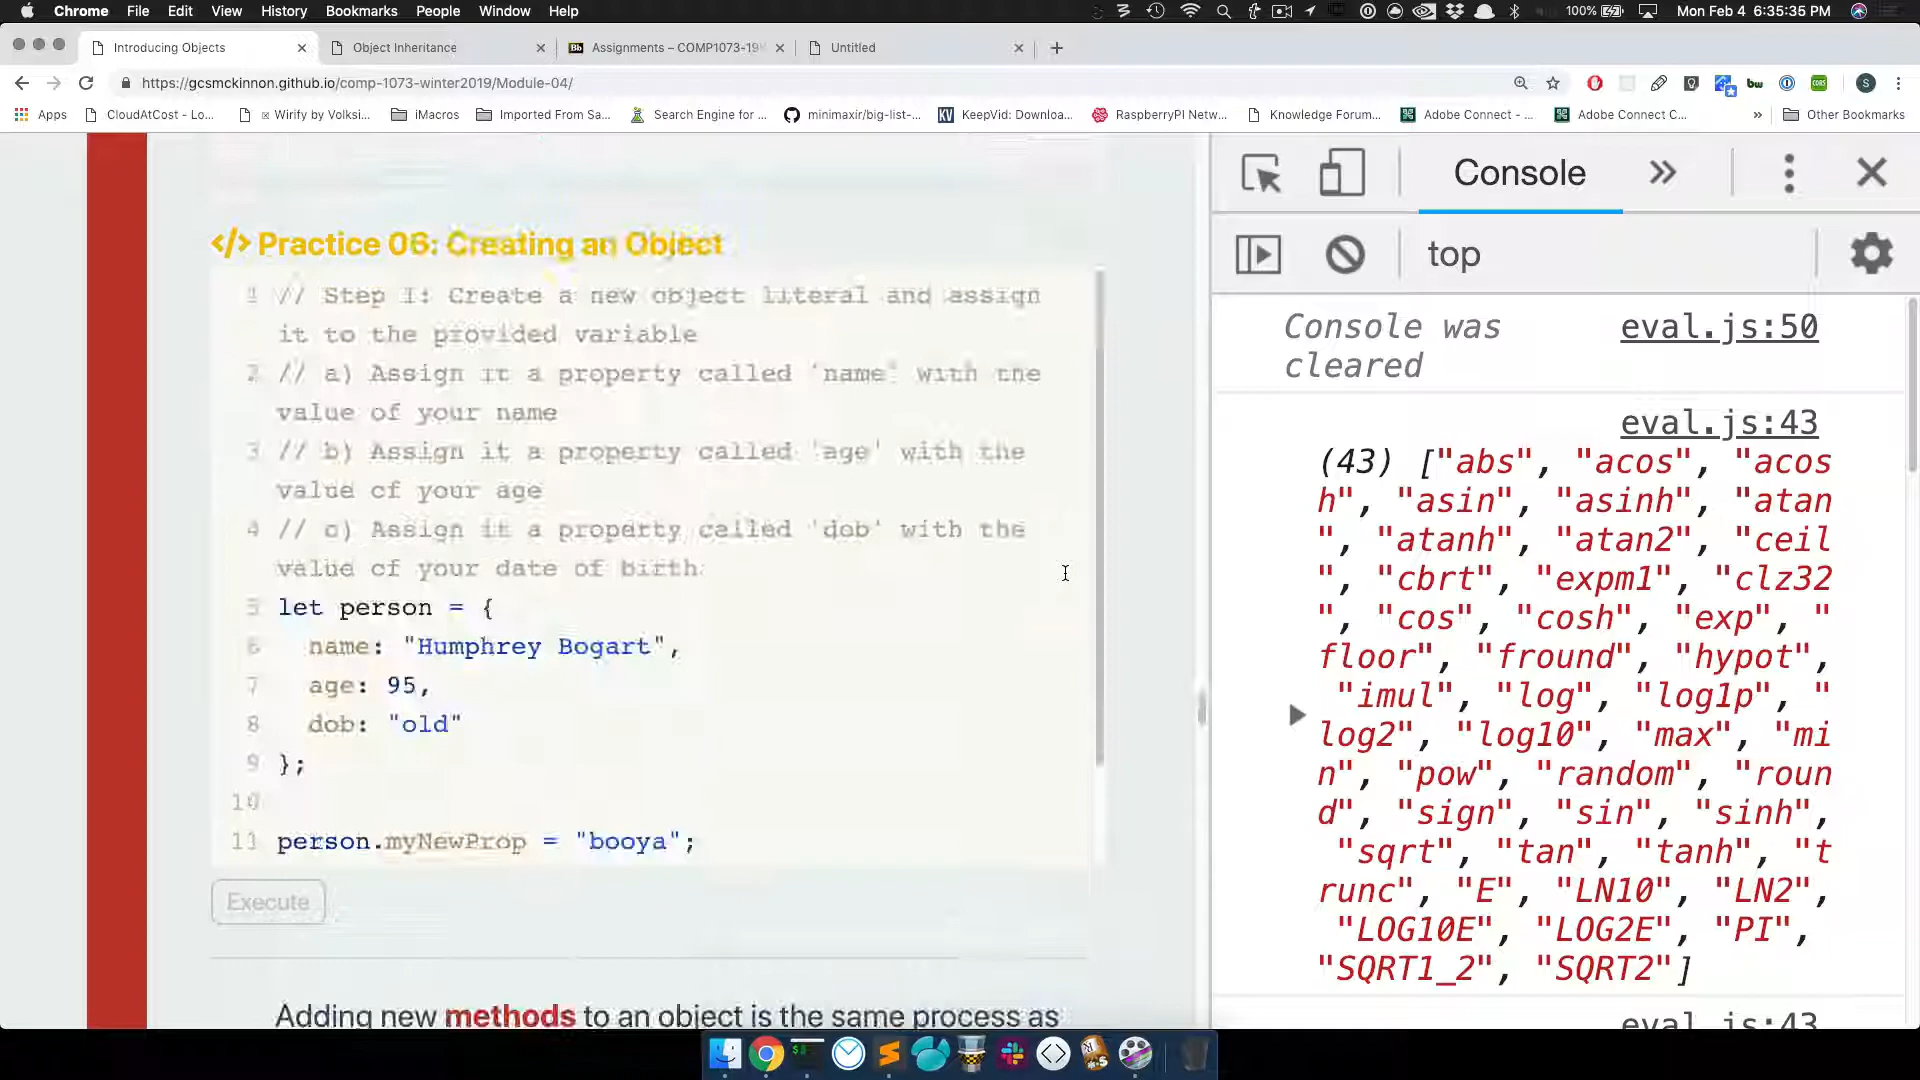 Chrome File Edit View History Bookmarks People Window Help 100% Mon Feb 4 6:35:35 PM
Introducing Objects Object Inheritance Bb Assignments – COMP1073-19 Untitled
https://gcsmckinnon.github.io/comp-1073-winter2019/Module-04/
Apps CloudAtCost - Lo... Wirify by Volksi... iMacros Imported From Sa... Search Engine for ... minimaxir/big-list-... KV KeepVid: Downloa... RaspberryPI Netw... Knowledge Forum... Adobe Connect - ... Adobe Connect C... » Other Bookmarks
</> Practice 06: Creating an Object
1 // Step 1: Create a new object literal and assign
it to the provided variable
2 // a) Assign it a property called 'name' with the
value of your name
3 // b) Assign it a property called 'age' with the
value of your age
4 // c) Assign it a property called 'dob' with the
value of your date of birth
5 let person = {
6 name: "Humphrey Bogart",
7 age: 95,
8 dob: "old"
9 };
10
11 person.myNewProp = "booya";
Execute
Adding new methods to an object is the same process as
Console »
top
Console was eval.js:50
cleared
eval.js:43
(43) ["abs", "acos", "acos
h", "asin", "asinh", "atan
", "atanh", "atan2", "ceil
", "cbrt", "expm1", "clz32
", "cos", "cosh", "exp", "
floor", "fround", "hypot",
"imul", "log", "log1p", "
log2", "log10", "max", "mi
n", "pow", "random", "roun
d", "sign", "sin", "sinh",
"sqrt", "tan", "tanh", "t
runc", "E", "LN10", "LN2",
"LOG10E", "LOG2E", "PI",
"SQRT1_2", "SQRT2"]
eval.js:43